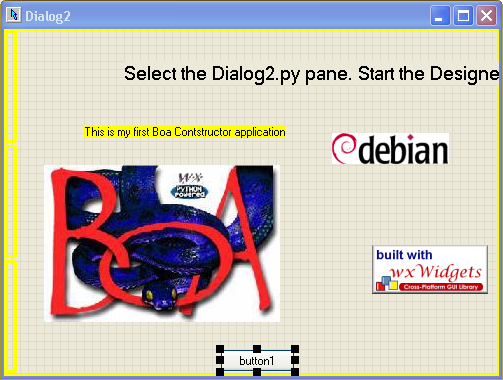 Dialog2
Select the Dialog2.py pane. Start the Designe
This is my first Boa Contstructor application
debian
WX
PYTHON
POWERED
BOA
built with
wxWidgets
Cross-Platform GUI Library
button1